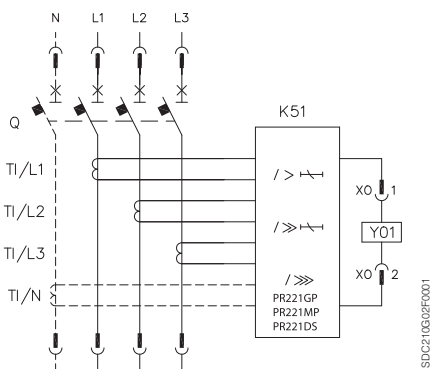 N L1 L2 L3
Q
K51
TI/L1
/>
X0 1
TI/L2
/≫
Y01
TI/L3
X0 2
TI/N
/⋙
PR221GP
PR221MP
PR221DS
SDC210G02F0001